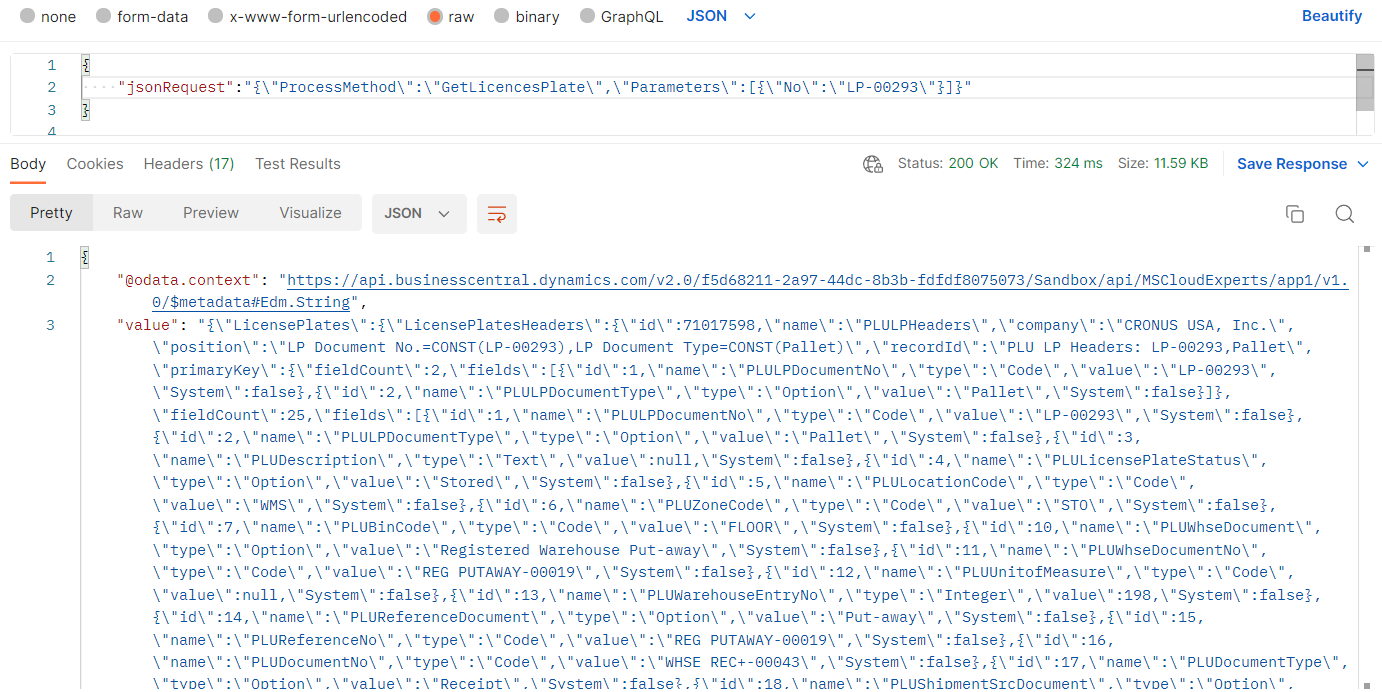 none form-data x-www-form-urlencoded raw binary GraphQL JSON Beautify
1 {
2 ····"jsonRequest":"{\"ProcessMethod\":\"GetLicencesPlate\",\"Parameters\":[{\"No\":\"LP-00293\"}]}"
3 }
4
Body Cookies Headers (17) Test Results Status: 200 OK Time: 324 ms Size: 11.59 KB Save Response
Pretty Raw Preview Visualize JSON
1 {
2 "@odata.context": "https://api.businesscentral.dynamics.com/v2.0/f5d68211-2a97-44dc-8b3b-fdfdf8075073/Sandbox/api/MSCloudExperts/app1/v1.
0/$metadata#Edm.String",
3 "value": "{\"LicensePlates\":{\"LicensePlatesHeaders\":{\"id\":71017598,\"name\":\"PLULPHeaders\",\"company\":\"CRONUS USA, Inc.\",
\"position\":\"LP Document No.=CONST(LP-00293),LP Document Type=CONST(Pallet)\",\"recordId\":\"PLU LP Headers: LP-00293,Pallet\",
\"primaryKey\":{\"fieldCount\":2,\"fields\":[{\"id\":1,\"name\":\"PLULPDocumentNo\",\"type\":\"Code\",\"value\":\"LP-00293\",
\"System\":false},{\"id\":2,\"name\":\"PLULPDocumentType\",\"type\":\"Option\",\"value\":\"Pallet\",\"System\":false}]},
\"fieldCount\":25,\"fields\":[{\"id\":1,\"name\":\"PLULPDocumentNo\",\"type\":\"Code\",\"value\":\"LP-00293\",\"System\":false},
{\"id\":2,\"name\":\"PLULPDocumentType\",\"type\":\"Option\",\"value\":\"Pallet\",\"System\":false},{\"id\":3,
\"name\":\"PLUDescription\",\"type\":\"Text\",\"value\":null,\"System\":false},{\"id\":4,\"name\":\"PLULicensePlateStatus\",
\"type\":\"Option\",\"value\":\"Stored\",\"System\":false},{\"id\":5,\"name\":\"PLULocationCode\",\"type\":\"Code\",
\"value\":\"WMS\",\"System\":false},{\"id\":6,\"name\":\"PLUZoneCode\",\"type\":\"Code\",\"value\":\"STO\",\"System\":false},
{\"id\":7,\"name\":\"PLUBinCode\",\"type\":\"Code\",\"value\":\"FLOOR\",\"System\":false},{\"id\":10,\"name\":\"PLUWhseDocument\",
\"type\":\"Option\",\"value\":\"Registered Warehouse Put-away\",\"System\":false},{\"id\":11,\"name\":\"PLUWhseDocumentNo\",
\"type\":\"Code\",\"value\":\"REG PUTAWAY-00019\",\"System\":false},{\"id\":12,\"name\":\"PLUUnitofMeasure\",\"type\":\"Code\",
\"value\":null,\"System\":false},{\"id\":13,\"name\":\"PLUWarehouseEntryNo\",\"type\":\"Integer\",\"value\":198,\"System\":false},
{\"id\":14,\"name\":\"PLUReferenceDocument\",\"type\":\"Option\",\"value\":\"Put-away\",\"System\":false},{\"id\":15,
\"name\":\"PLUReferenceNo\",\"type\":\"Code\",\"value\":\"REG PUTAWAY-00019\",\"System\":false},{\"id\":16,
\"name\":\"PLUDocumentNo\",\"type\":\"Code\",\"value\":\"WHSE REC+-00043\",\"System\":false},{\"id\":17,\"name\":\"PLUDocumentType\",
\"type\":\"Option\",\"value\":\"Receipt\",\"System\":false},{\"id\":18,\"name\":\"PLUShipmentSrcDocument\",\"type\":\"Option\",